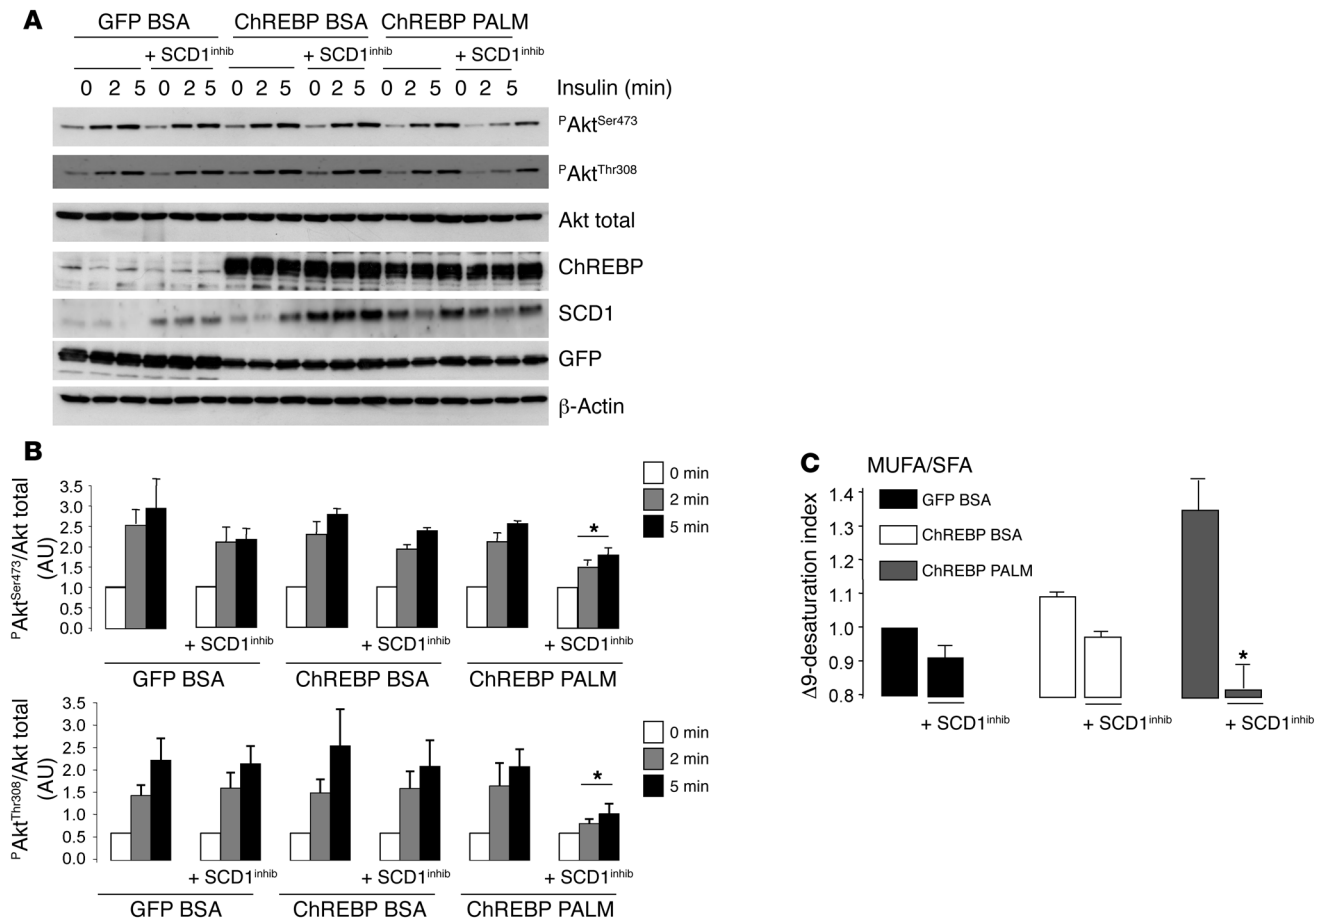 A
GFP BSA ChREBP BSA ChREBP PALM
+ SCD1inhib + SCD1inhib + SCD1inhib
0 2 5 0 2 5 0 2 5 0 2 5 0 2 5 0 2 5 Insulin (min)
PAktSer473
PAktThr308
Akt total
ChREBP
SCD1
GFP
β-Actin
B
PAktSer473/Akt total
(AU)
3.5
3.0
2.5
2.0
1.0
1.0
0.5
0.0
*
0 min
2 min
5 min
+ SCD1inhib + SCD1inhib + SCD1inhib
GFP BSA ChREBP BSA ChREBP PALM
PAktThr308/Akt total
(AU)
3.5
3.0
2.5
2.0
1.5
1.0
0.5
0.0
*
0 min
2 min
5 min
+ SCD1inhib + SCD1inhib + SCD1inhib
GFP BSA ChREBP BSA ChREBP PALM
C
MUFA/SFA
Δ9-desaturation index
1.4
1.3
1.2
1.1
1.0
0.9
0.8
GFP BSA
ChREBP BSA
ChREBP PALM
*
+ SCD1inhib + SCD1inhib + SCD1inhib